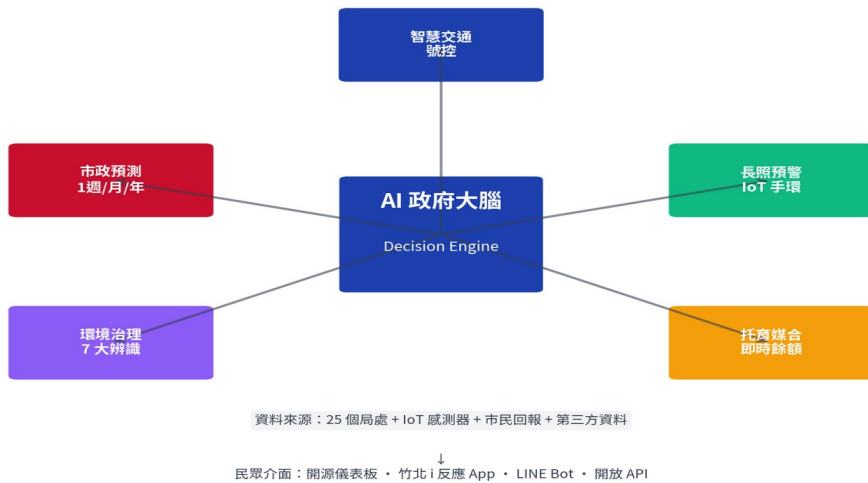 智慧交通
號控
市政預測
1週/月/年
AI 政府大腦
Decision Engine
長照預警
IoT 手環
環境治理
7 大辨識
托育媒合
即時餘額
資料來源：25 個局處 + IoT 感測器 + 市民回報 + 第三方資料
↓
民眾介面：開源儀表板 • 竹北 i 反應 App • LINE Bot • 開放 API